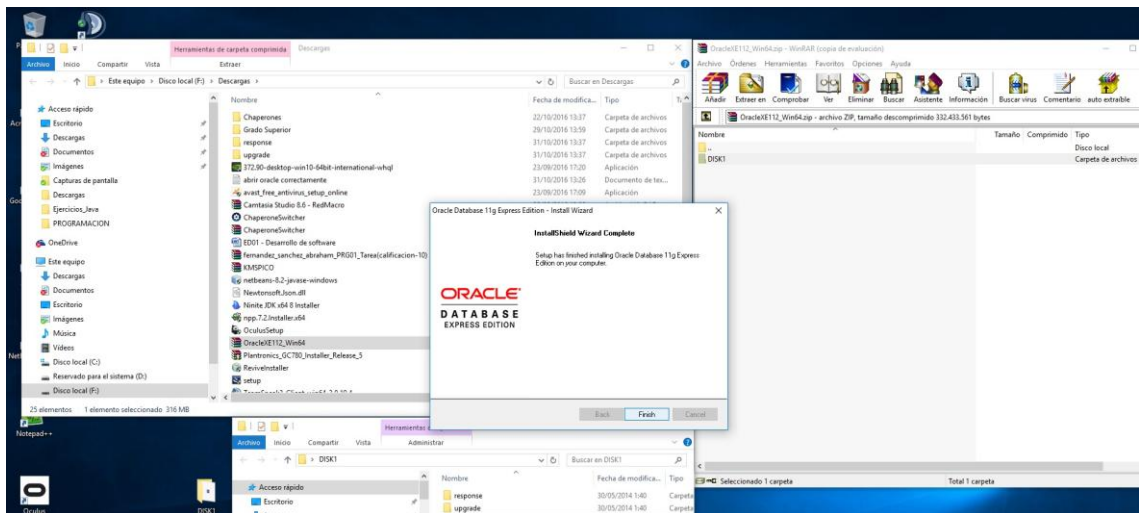 Herramientas de carpeta comprimida
Descargas
Archivo Inicio Compartir Vista Extraer
Este equipo > Disco local (F:) > Descargas >
Buscar en Descargas
Acceso rápido
Escritorio
Descargas
Documentos
Imágenes
Capturas de pantalla
Descargas
Ejercicios_Java
PROGRAMACION
OneDrive
Este equipo
Descargas
Documentos
Escritorio
Imágenes
Música
Vídeos
Disco local (C:)
Reservado para el sistema (D:)
Disco local (F:)
Nombre Fecha de modifica... Tipo
Chaperones 22/10/2016 13:37 Carpeta de archivos
Grado Superior 29/10/2016 13:59 Carpeta de archivos
response 31/10/2016 13:37 Carpeta de archivos
upgrade 31/10/2016 13:37 Carpeta de archivos
372.90-desktop-win10-64bit-international-whql 23/09/2016 17:20 Aplicación
abrir oracle correctamente 31/10/2016 13:26 Documento de tex...
avast_free_antivirus_setup_online 23/09/2016 17:09 Aplicación
Camtasia Studio 8.6 - RedMacro
ChaperoneSwitcher
ChaperoneSwitcher
ED01 - Desarrollo de software
fernandez_sanchez_abraham_PRG01_Tarea(calificacion-10)
KMSPICO
netbeans-8.2-javase-windows
Newtonsoft.Json.dll
Ninite JDK x64 8 Installer
npp.7.2.Installer.x64
OculusSetup
OracleXE112_Win64
Plantronics_GC780_Installer_Release_5
ReviveInstaller
setup
25 elementos 1 elemento seleccionado 316 MB
Oracle Database 11g Express Edition - Install Wizard
InstallShield Wizard Complete
Setup has finished installing Oracle Database 11g Express
Edition on your computer.
ORACLE
DATABASE
EXPRESS EDITION
Back Finish Cancel
OracleXE112_Win64.zip - WinRAR (copia de evaluación)
Archivo Órdenes Herramientas Favoritos Opciones Ayuda
Añadir Extraer en Comprobar Ver Eliminar Buscar Asistente Información Buscar virus Comentario auto extraíble
OracleXE112_Win64.zip - archivo ZIP, tamaño descomprimido 332.433.561 bytes
Nombre Tamaño Comprimido Tipo
.. Disco local
DISK1 Carpeta de archivos
Seleccionado 1 carpeta Total 1 carpeta
Archivo Inicio Compartir Vista Administrar
DISK1
Buscar en DISK1
Acceso rápido
Escritorio
Nombre Fecha de modifica... Tipo
response 30/05/2014 1:40 Carpeta
upgrade 30/05/2014 1:40 Carpeta
Notepad++
Oculus
DISK1